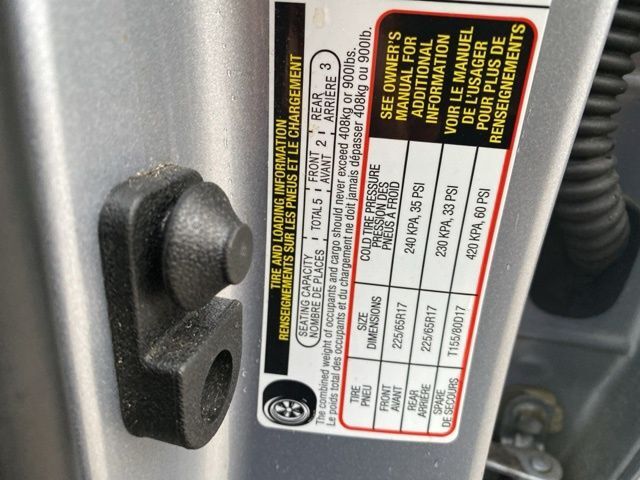 TIRE AND LOADING INFORMATION
RENSEIGNEMENTS SUR LES PNEUS ET LE CHARGEMENT
SEATING CAPACITY
NOMBRE DE PLACES
TOTAL 5
FRONT
AVANT 2
REAR
ARRIÈRE 3
The combined weight of occupants and cargo should never exceed 408kg or 900lbs.
Le poids total des occupants et du chargement ne doit jamais dépasser 408kg ou 900lb.
TIRE
PNEU
SIZE
DIMENSIONS
COLD TIRE PRESSURE
PRESSION DES
PNEUS A FROID
FRONT
AVANT
225/65R17
240 KPA, 35 PSI
REAR
ARRIERE
225/65R17
230 KPA, 33 PSI
SPARE
DE SECOURS
T155/80D17
420 KPA, 60 PSI
SEE OWNER'S
MANUAL FOR
ADDITIONAL
INFORMATION
VOIR LE MANUEL
DE L'USAGER
POUR PLUS DE
RENSEIGNEMENTS